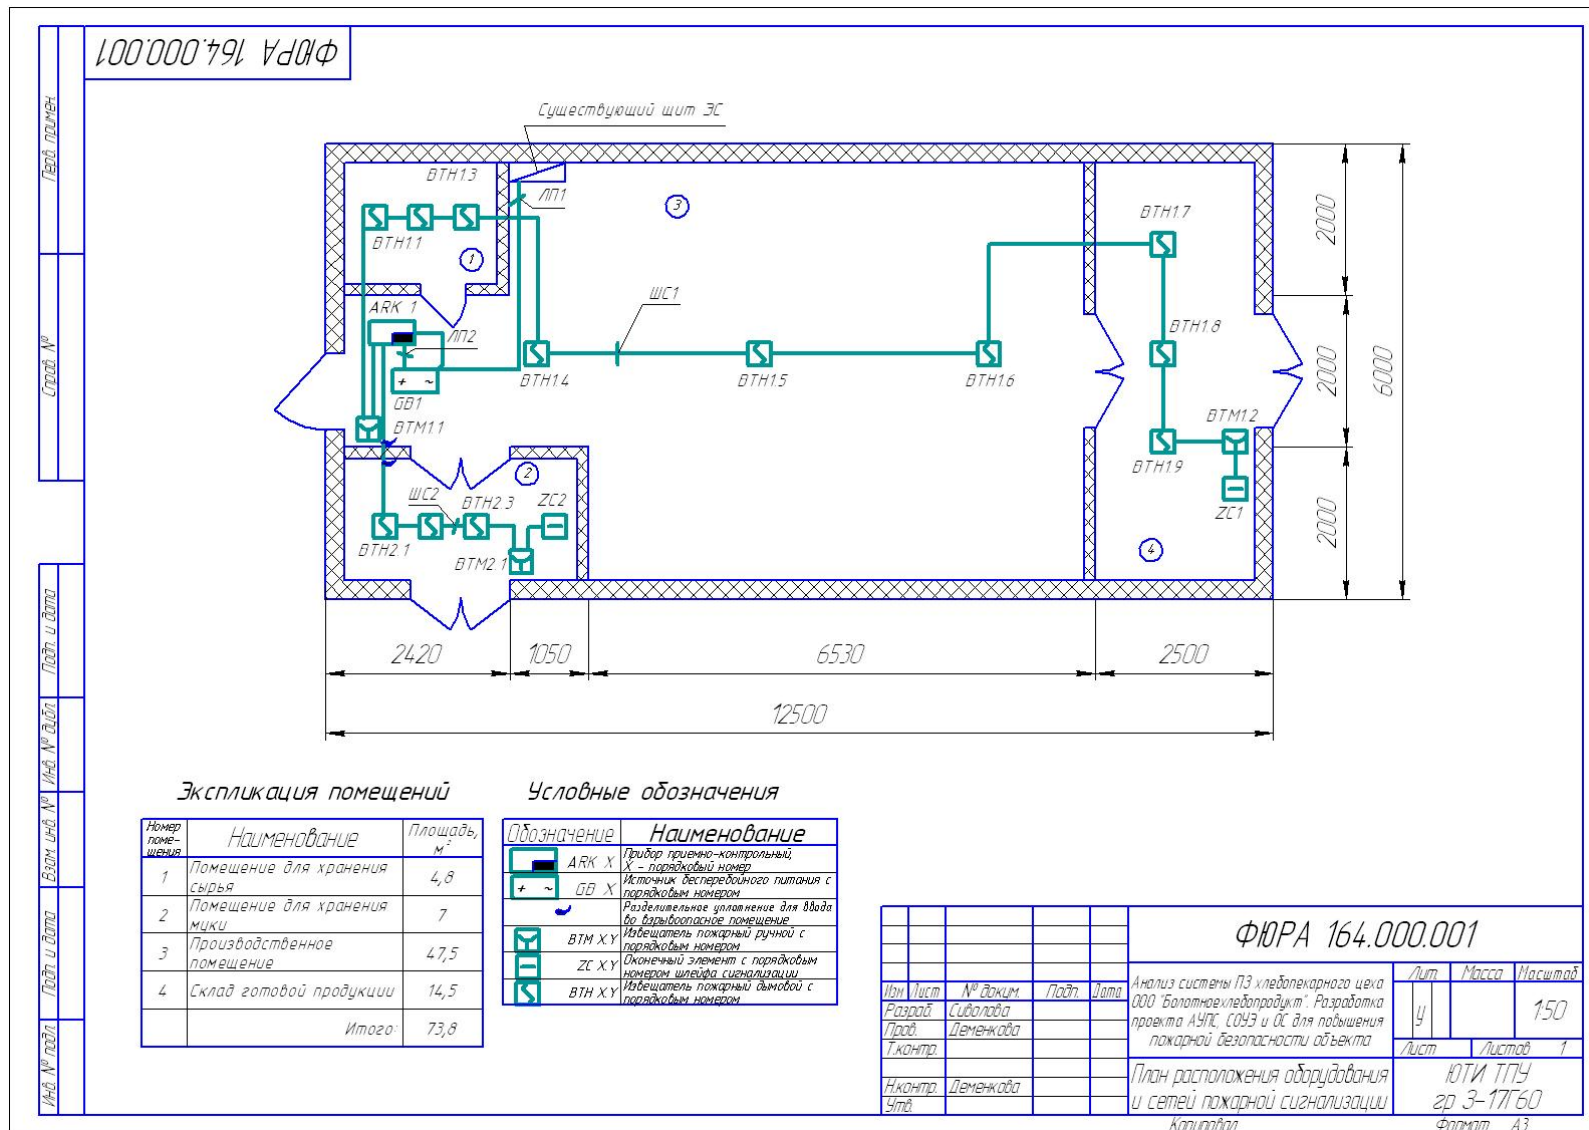 ФЮРА 164.000.001
Перв. примен.
Справ. №
Подп. и дата
Инв. № дубл.
Взам. инв. №
Подп. и дата
Инв. № подл.
Существующий щит ЭС
ВТН1.3
ЛП1
3
ВТН1.7
ВТН1.1
1
2000
ШС1
ARK 1
ЛП2
ВТН1.8
+ ~
ВТН1.4
ВТН1.5
ВТН1.6
2000
6000
GB1
ВТМ1.1
ВТМ1.2
2
ВТН1.9
ШС2
ВТН2.3
ZC2
ZC1
2000
ВТН2.1
ВТМ2.1
4
2420
1050
6530
2500
12500
Экспликация помещений
Номер поме-щения
Наименование
Площадь, м²
1
Помещение для хранения
сырья
4,8
2
Помещение для хранения
муки
7
3
Производственное
помещение
47,5
4
Склад готовой продукции
14,5
Итого:
73,8
Условные обозначения
Обозначение
Наименование
ARK X
Прибор приемно-контрольный,
X - порядковый номер
+ ~
GB X
Источник бесперебойного питания с
порядковым номером
Разделительное уплотнение для ввода
во взрывоопасное помещение
ВТМ X.Y
Извещатель пожарный ручной с
порядковым номером
ZC X.Y
Оконечный элемент с порядковым
номером шлейфа сигнализации
ВТН X.Y
Извещатель пожарный дымовой с
порядковым номером
ФЮРА 164.000.001
Изм Лист № докум. Подп. Дата
Разраб. Сиволова
Пров. Деменкова
Т.контр.
Н.контр. Деменкова
Утв.
Анализ системы ПЗ хлебопекарного цеха
ООО "Болотноехлебопродукт". Разработка
проекта АУПС, СОУЭ и ОС для повышения
пожарной безопасности объекта
Лит. Масса Масштаб
у 1:50
Лист Листов 1
План расположения оборудования
и сетей пожарной сигнализации
ЮТИ ТПУ
гр 3-17Г60
Копировал Формат А3